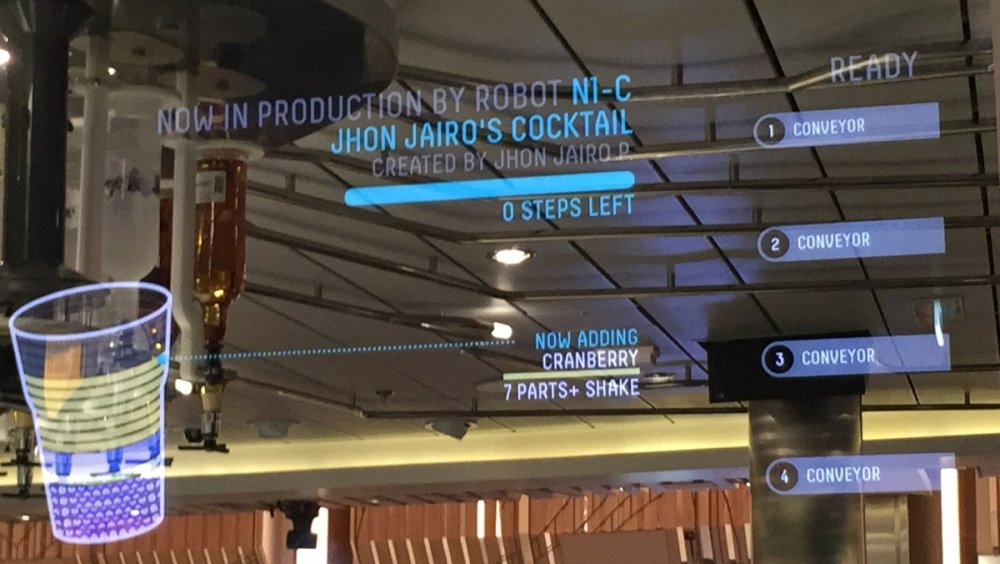 NOW IN PRODUCTION BY ROBOT N1-C
JHON JAIRO'S COCKTAIL
CREATED BY JHON JAIRO P.
0 STEPS LEFT
NOW ADDING
CRANBERRY
7 PARTS+ SHAKE
READY
1 CONVEYOR
2 CONVEYOR
3 CONVEYOR
4 CONVEYOR